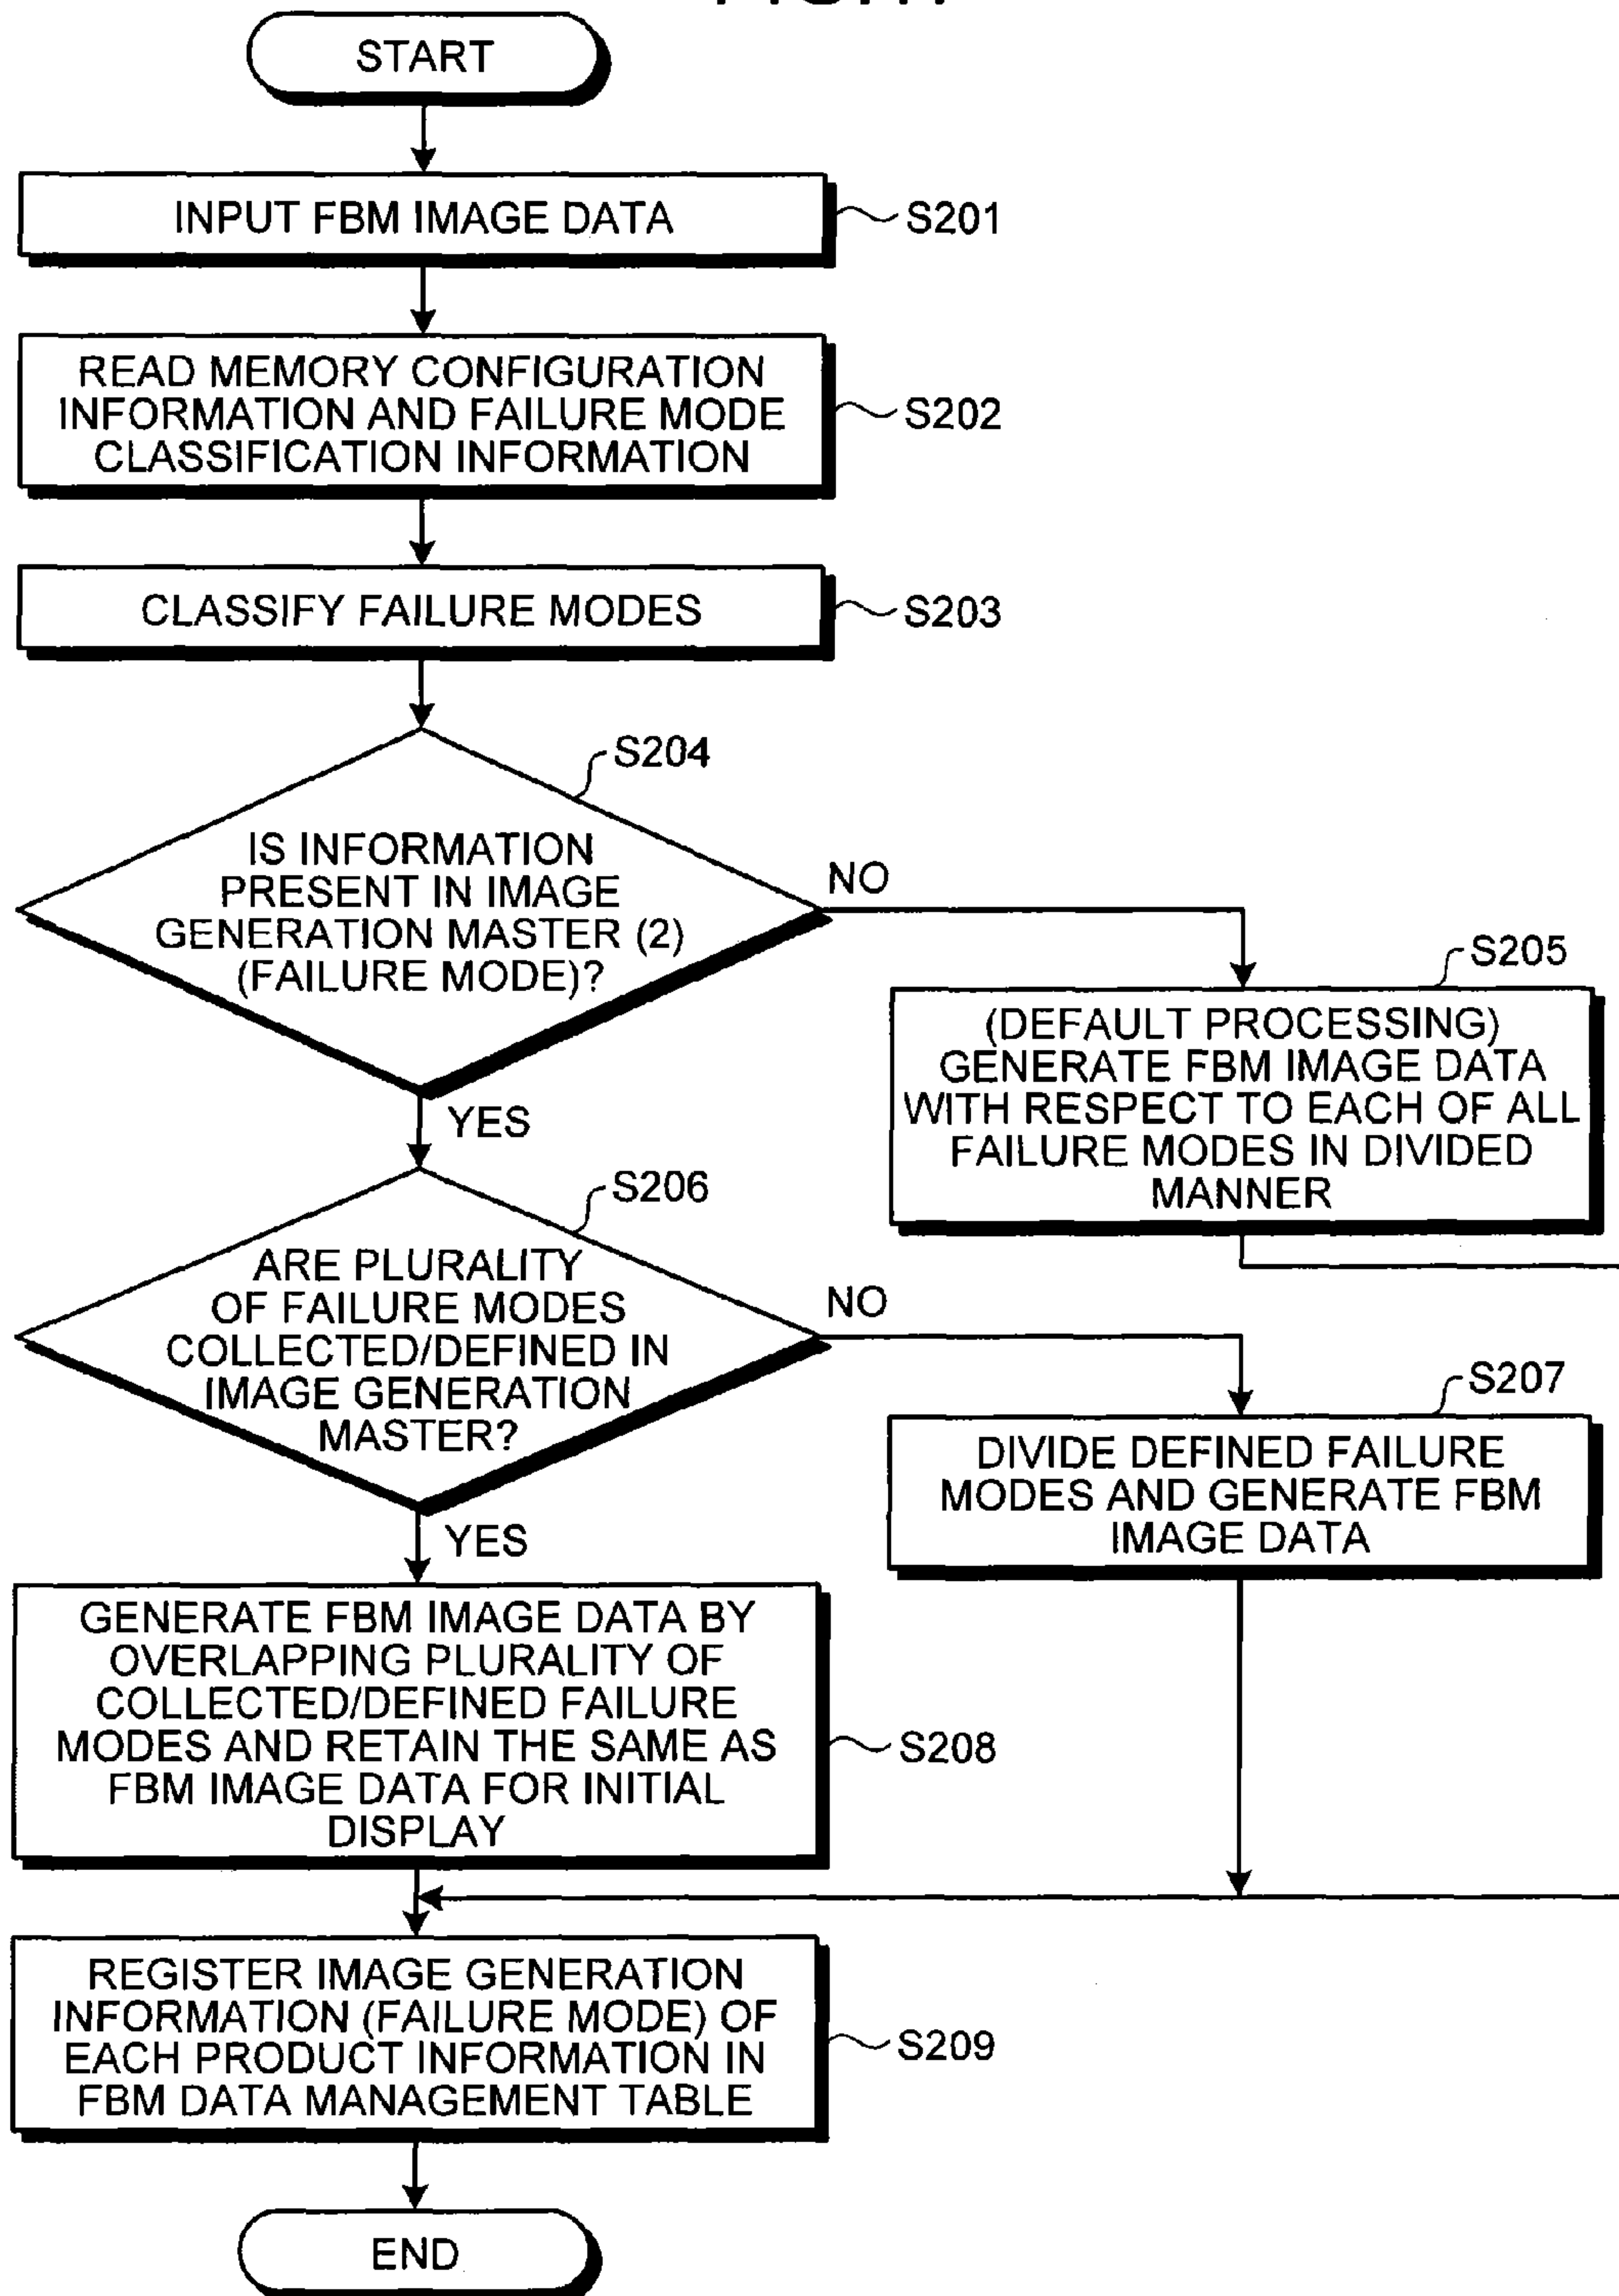 START
INPUT FBM IMAGE DATA
S201
READ MEMORY CONFIGURATION
INFORMATION AND FAILURE MODE
CLASSIFICATION INFORMATION
S202
CLASSIFY FAILURE MODES
S203
S204
IS INFORMATION
PRESENT IN IMAGE
GENERATION MASTER (2)
(FAILURE MODE)?
NO
YES
S205
(DEFAULT PROCESSING)
GENERATE FBM IMAGE DATA
WITH RESPECT TO EACH OF ALL
FAILURE MODES IN DIVIDED
MANNER
S206
ARE PLURALITY
OF FAILURE MODES
COLLECTED/DEFINED IN
IMAGE GENERATION
MASTER?
NO
YES
S207
DIVIDE DEFINED FAILURE
MODES AND GENERATE FBM
IMAGE DATA
GENERATE FBM IMAGE DATA BY
OVERLAPPING PLURALITY OF
COLLECTED/DEFINED FAILURE
MODES AND RETAIN THE SAME AS
FBM IMAGE DATA FOR INITIAL
DISPLAY
S208
REGISTER IMAGE GENERATION
INFORMATION (FAILURE MODE) OF
EACH PRODUCT INFORMATION IN
FBM DATA MANAGEMENT TABLE
S209
END